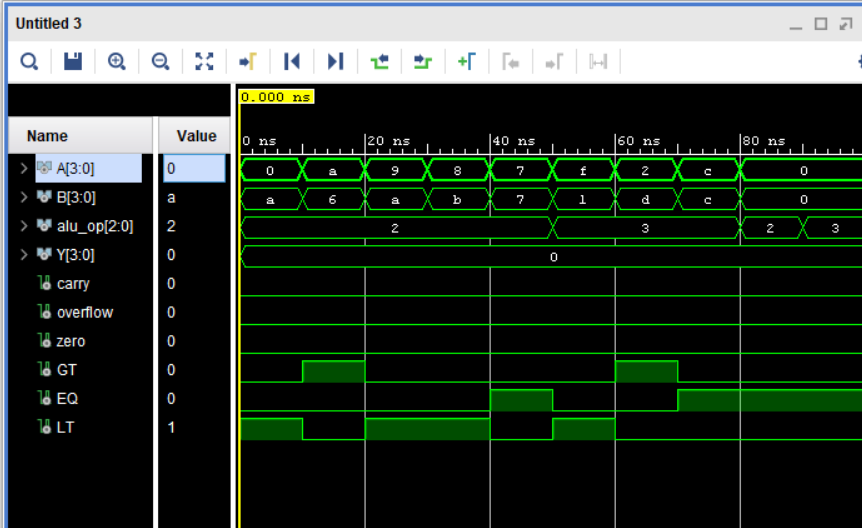 Untitled 3
0.000 ns
Name Value
0 ns 20 ns 40 ns 60 ns 80 ns
A[3:0] 0 0 a 9 8 7 f 2 c 0
B[3:0] a a 6 a b 7 1 d c 0
alu_op[2:0] 2 2 3 2 3
Y[3:0] 0 0
carry 0
overflow 0
zero 0
GT 0
EQ 0
LT 1